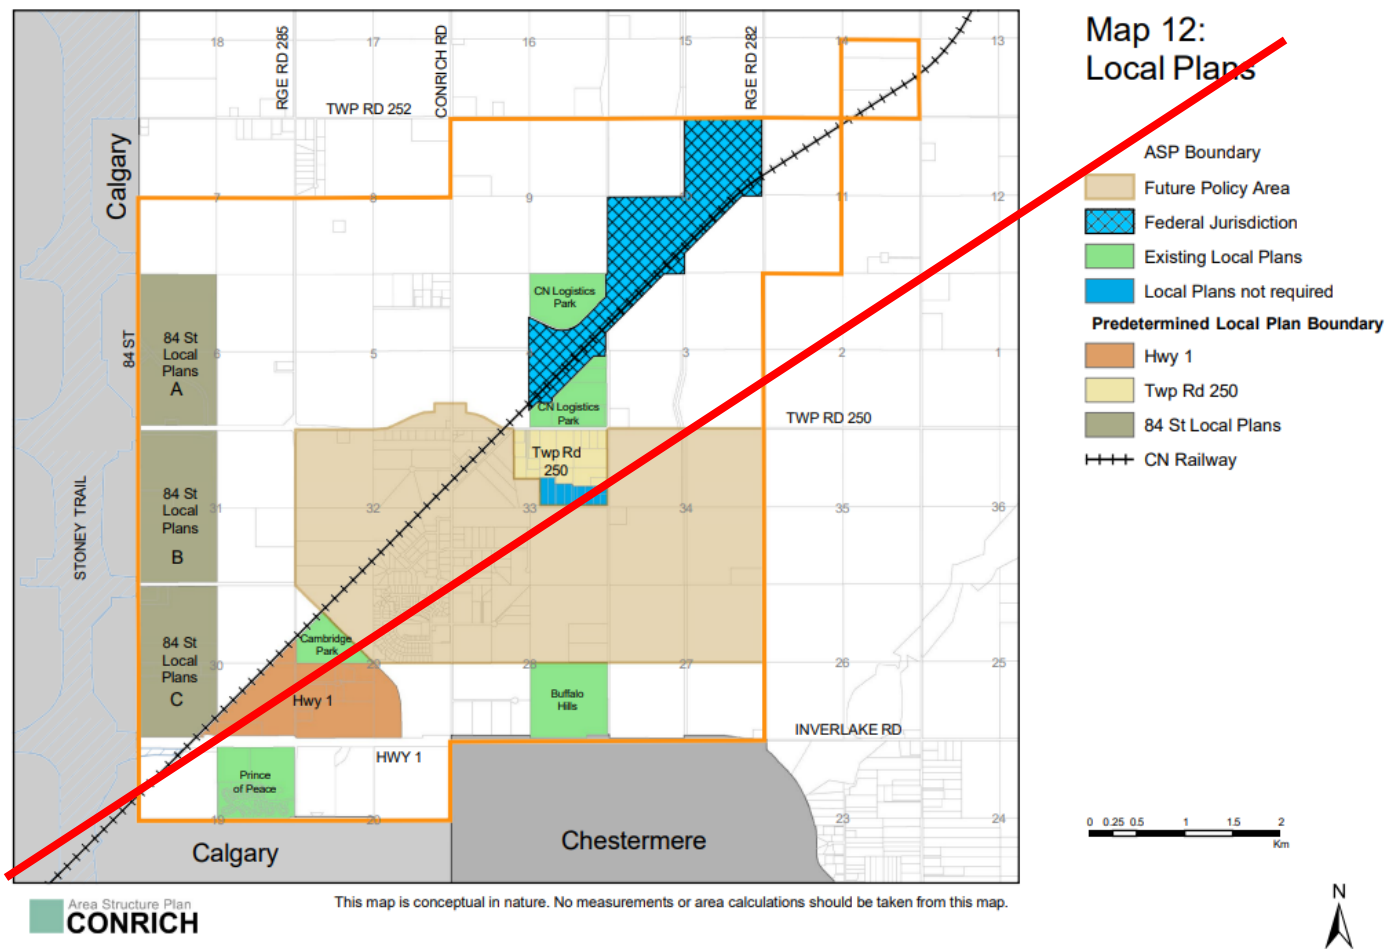 Map 12:
Local Plans
18
RGE RD 285
17
CONRICH RD
16
15
RGE RD 282
14
13
TWP RD 252
Calgary
7
8
9
11
12
CN Logistics
Park
84 ST
84 St
Local
Plans
A
6
5
3
2
1
CN Logistics
Park
TWP RD 250
Twp Rd
250
STONEY TRAIL
84 St
Local
Plans
B
31
32
33
34
35
36
84 St
Local
Plans
C
30
Cambridge
Park
29
28
27
26
25
Hwy 1
Buffalo
Hills
INVERLAKE RD
HWY 1
Prince
of Peace
19
20
23
24
Calgary
Chestermere
ASP Boundary
Future Policy Area
Federal Jurisdiction
Existing Local Plans
Local Plans not required
Predetermined Local Plan Boundary
Hwy 1
Twp Rd 250
84 St Local Plans
CN Railway
0 0.25 0.5 1 1.5 2
Km
N
Area Structure Plan
CONRICH
This map is conceptual in nature. No measurements or area calculations should be taken from this map.